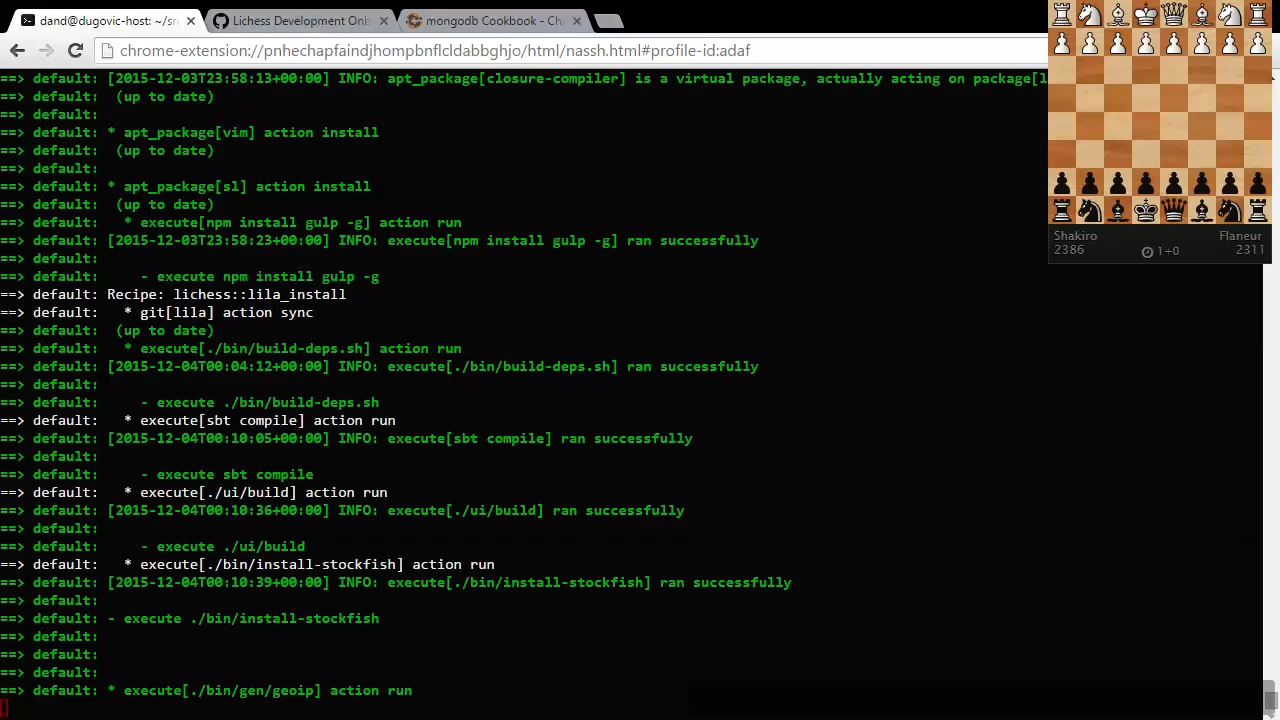 dand@dugovic-host: ~/sr
Lichess Development Onb
mongodb Cookbook - Ch
chrome-extension://pnhechapfaindjhompbnflcldabbghjo/html/nassh.html#profile-id:adaf
==> default: [2015-12-03T23:58:13+00:00] INFO: apt_package[closure-compiler] is a virtual package, actually acting on package[l
==> default:  (up to date)
==> default:
==> default: * apt_package[vim] action install
==> default:  (up to date)
==> default:
==> default: * apt_package[sl] action install
==> default:  (up to date)
==> default:   * execute[npm install gulp -g] action run
==> default: [2015-12-03T23:58:23+00:00] INFO: execute[npm install gulp -g] ran successfully
==> default:
==> default:     - execute npm install gulp -g
==> default: Recipe: lichess::lila_install
==> default:   * git[lila] action sync
==> default:  (up to date)
==> default:   * execute[./bin/build-deps.sh] action run
==> default: [2015-12-04T00:04:12+00:00] INFO: execute[./bin/build-deps.sh] ran successfully
==> default:
==> default:     - execute ./bin/build-deps.sh
==> default:   * execute[sbt compile] action run
==> default: [2015-12-04T00:10:05+00:00] INFO: execute[sbt compile] ran successfully
==> default:
==> default:     - execute sbt compile
==> default:   * execute[./ui/build] action run
==> default: [2015-12-04T00:10:36+00:00] INFO: execute[./ui/build] ran successfully
==> default:
==> default:     - execute ./ui/build
==> default:   * execute[./bin/install-stockfish] action run
==> default: [2015-12-04T00:10:39+00:00] INFO: execute[./bin/install-stockfish] ran successfully
==> default:
==> default: - execute ./bin/install-stockfish
==> default:
==> default:
==> default:
==> default: * execute[./bin/gen/geoip] action run
Shakiro Flaneur
2386 1+0 2311